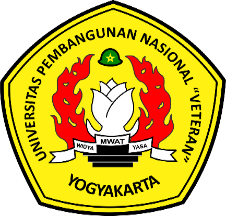 UNIVERSITAS PEMBANGUNAN NASIONAL "VETERAN"
WIDYA MWAT YASA
YOGYAKARTA